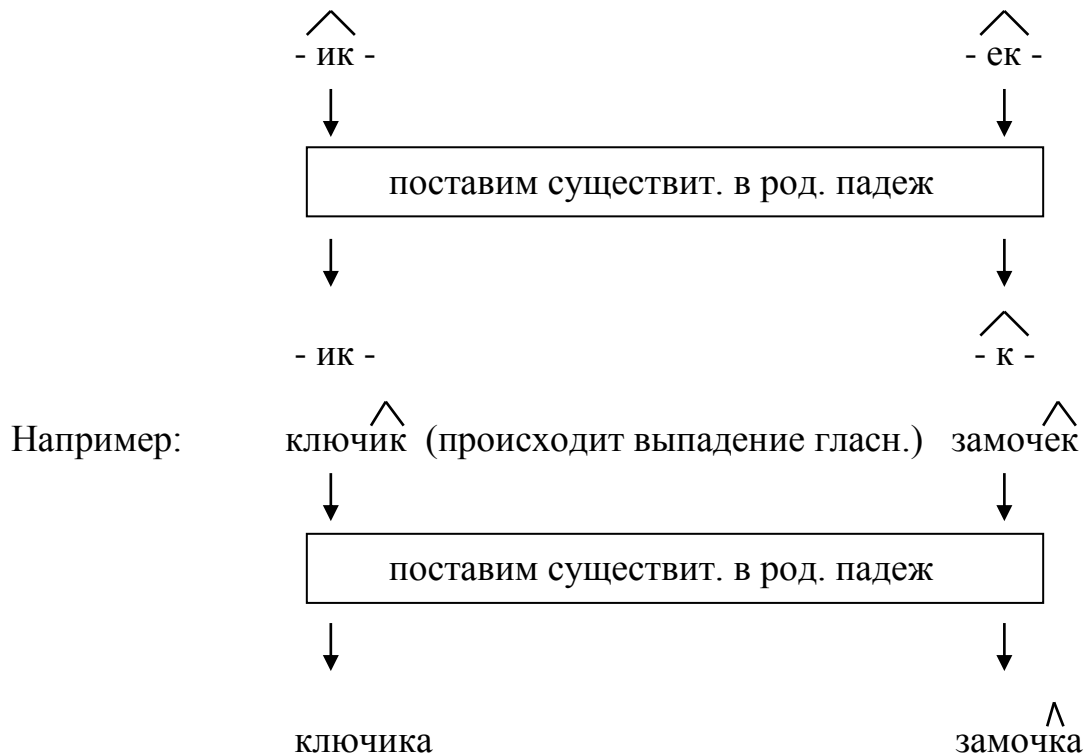 - ик - - ек -
поставим существит. в род. падеж
- ик - - к -
Например: ключик (происходит выпадение гласн.) замочек
поставим существит. в род. падеж
ключика замочка